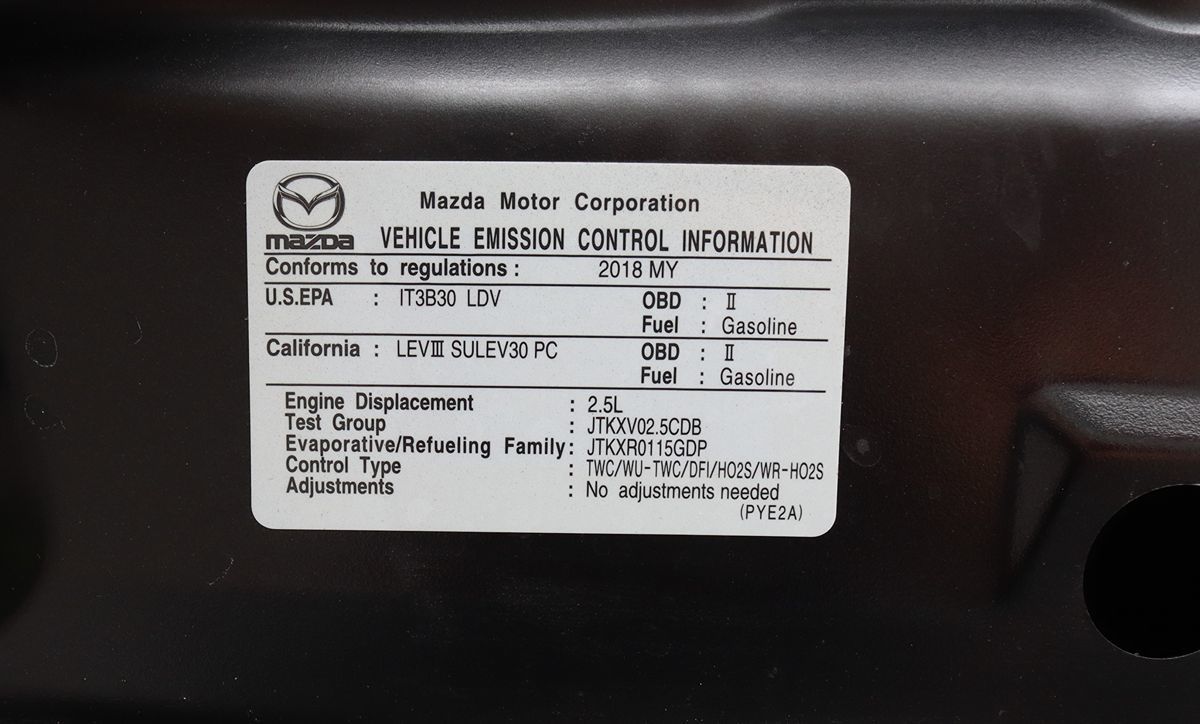 Mazda Motor Corporation
mazda VEHICLE EMISSION CONTROL INFORMATION
Conforms to regulations : 2018 MY
U.S.EPA : IT3B30 LDV OBD : Ⅱ
Fuel : Gasoline
California : LEVⅢ SULEV30 PC OBD : Ⅱ
Fuel : Gasoline
Engine Displacement : 2.5L
Test Group : JTKXV02.5CDB
Evaporative/Refueling Family : JTKXR0115GDP
Control Type : TWC/WU-TWC/DFI/HO2S/WR-HO2S
Adjustments : No adjustments needed
(PYE2A)